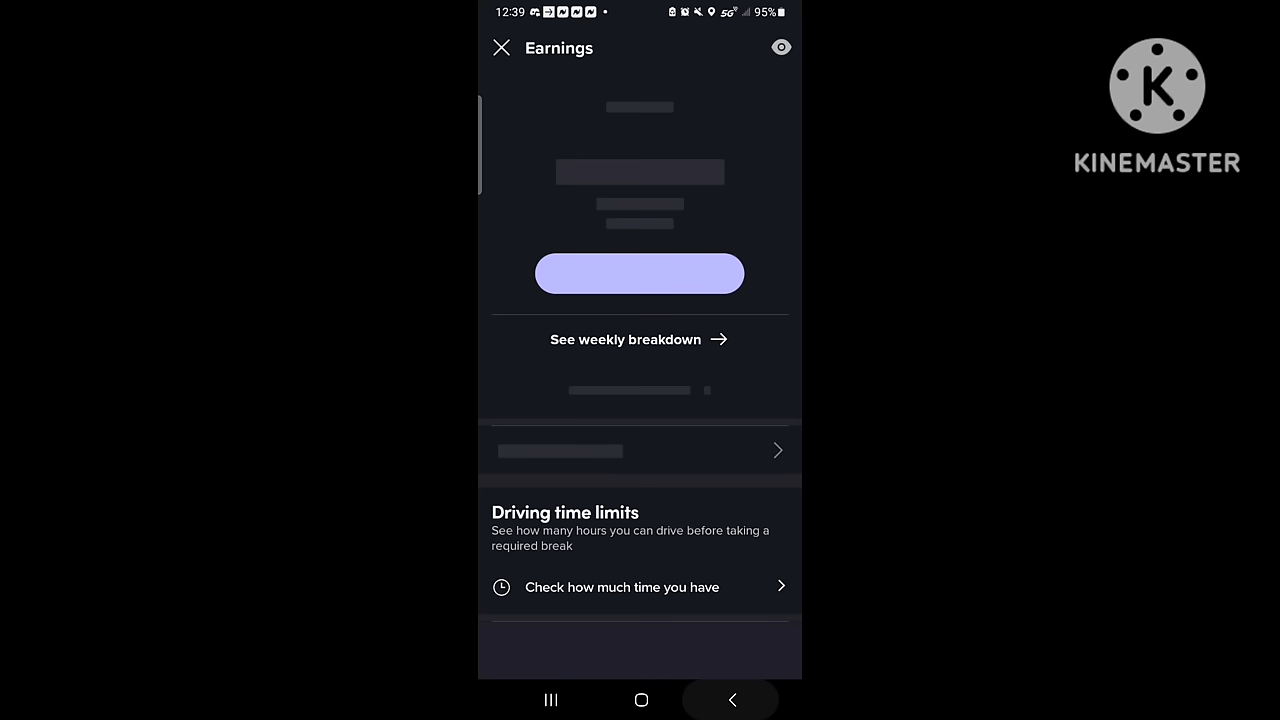 12:39
5G
95%
Earnings
K
KINEMASTER
See weekly breakdown
Driving time limits
See how many hours you can drive before taking a
required break
Check how much time you have